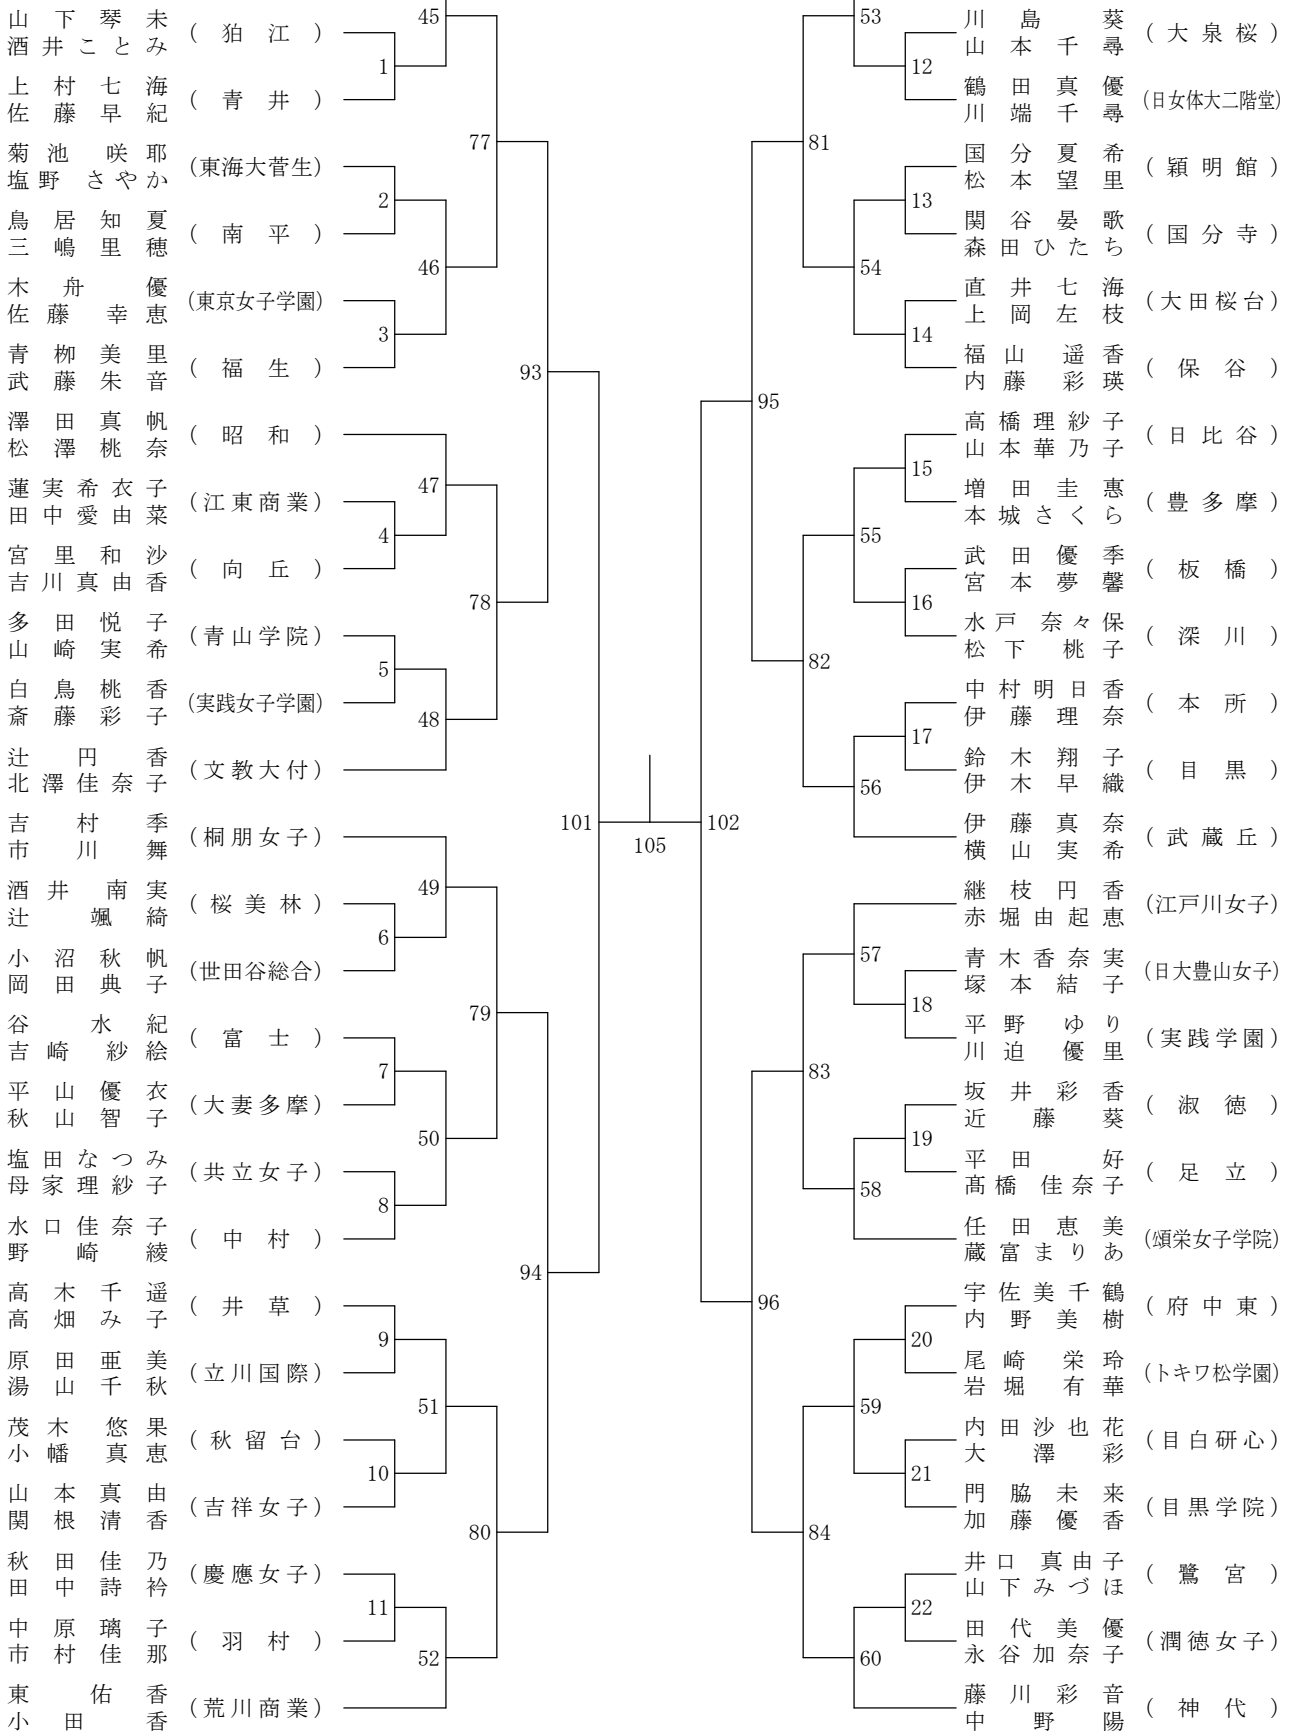 山下琴未
酒井ことみ
(狛江)
上村七海
佐藤早紀
(青井)
菊池咲耶
塩野さやか
(東海大菅生)
鳥居知夏
三嶋里穂
(南平)
木舟優
佐藤幸恵
(東京女子学園)
青栁美里
武藤朱音
(福生)
澤田真帆
松澤桃奈
(昭和)
蓮実希衣子
田中愛由菜
(江東商業)
宮里和沙
吉川真由香
(向丘)
多田悦子
山崎実希
(青山学院)
白鳥桃香
斎藤彩子
(実践女子学園)
辻円香
北澤佳奈子
(文教大付)
吉村季
市川舞
(桐朋女子)
酒井南実
辻颯綺
(桜美林)
小沼秋帆
岡田典子
(世田谷総合)
谷水紀
吉崎紗絵
(富士)
平山優衣
秋山智子
(大妻多摩)
塩田なつみ
母家理紗子
(共立女子)
水口佳奈子
野崎綾
(中村)
高木千遥
高畑み子
(井草)
原田亜美
湯山千秋
(立川国際)
茂木悠果
小幡真恵
(秋留台)
山本真由
関根清香
(吉祥女子)
秋田佳乃
田中詩衿
(慶應女子)
中原璃子
市村佳那
(羽村)
東佑香
小田香
(荒川商業)
45
1
77
2
46
3
93
47
4
78
5
48
101
49
6
79
7
50
8
94
9
51
10
80
11
52
105
102
53
12
81
13
54
14
95
15
55
16
82
17
56
57
18
83
19
58
96
20
59
21
84
22
60
川島葵
山本千尋
(大泉桜)
鶴田真優
川端千尋
(日女体大二階堂)
国分夏希
松本望里
(穎明館)
関谷晏歌
森田ひたち
(国分寺)
直井七海
上岡左枝
(大田桜台)
福山遥香
内藤彩瑛
(保谷)
高橋理紗子
山本華乃子
(日比谷)
増田圭惠
本城さくら
(豊多摩)
武田優季
宮本夢馨
(板橋)
水戸奈々保
松下桃子
(深川)
中村明日香
伊藤理奈
(本所)
鈴木翔子
伊木早織
(目黒)
伊藤真奈
横山実希
(武蔵丘)
継枝円香
赤堀由起恵
(江戸川女子)
青木香奈実
塚本結子
(日大豊山女子)
平野ゆり
川迫優里
(実践学園)
坂井彩香
近藤葵
(淑徳)
平田好
髙橋佳奈子
(足立)
任田恵美
蔵富まりあ
(頌栄女子学院)
宇佐美千鶴
内野美樹
(府中東)
尾崎栄玲
岩堀有華
(トキワ松学園)
内田沙也花
大澤彩
(目白研心)
門脇未来
加藤優香
(目黒学院)
井口真由子
山下みづほ
(鷺宮)
田代美優
永谷加奈子
(潤徳女子)
藤川彩音
中野陽
(神代)